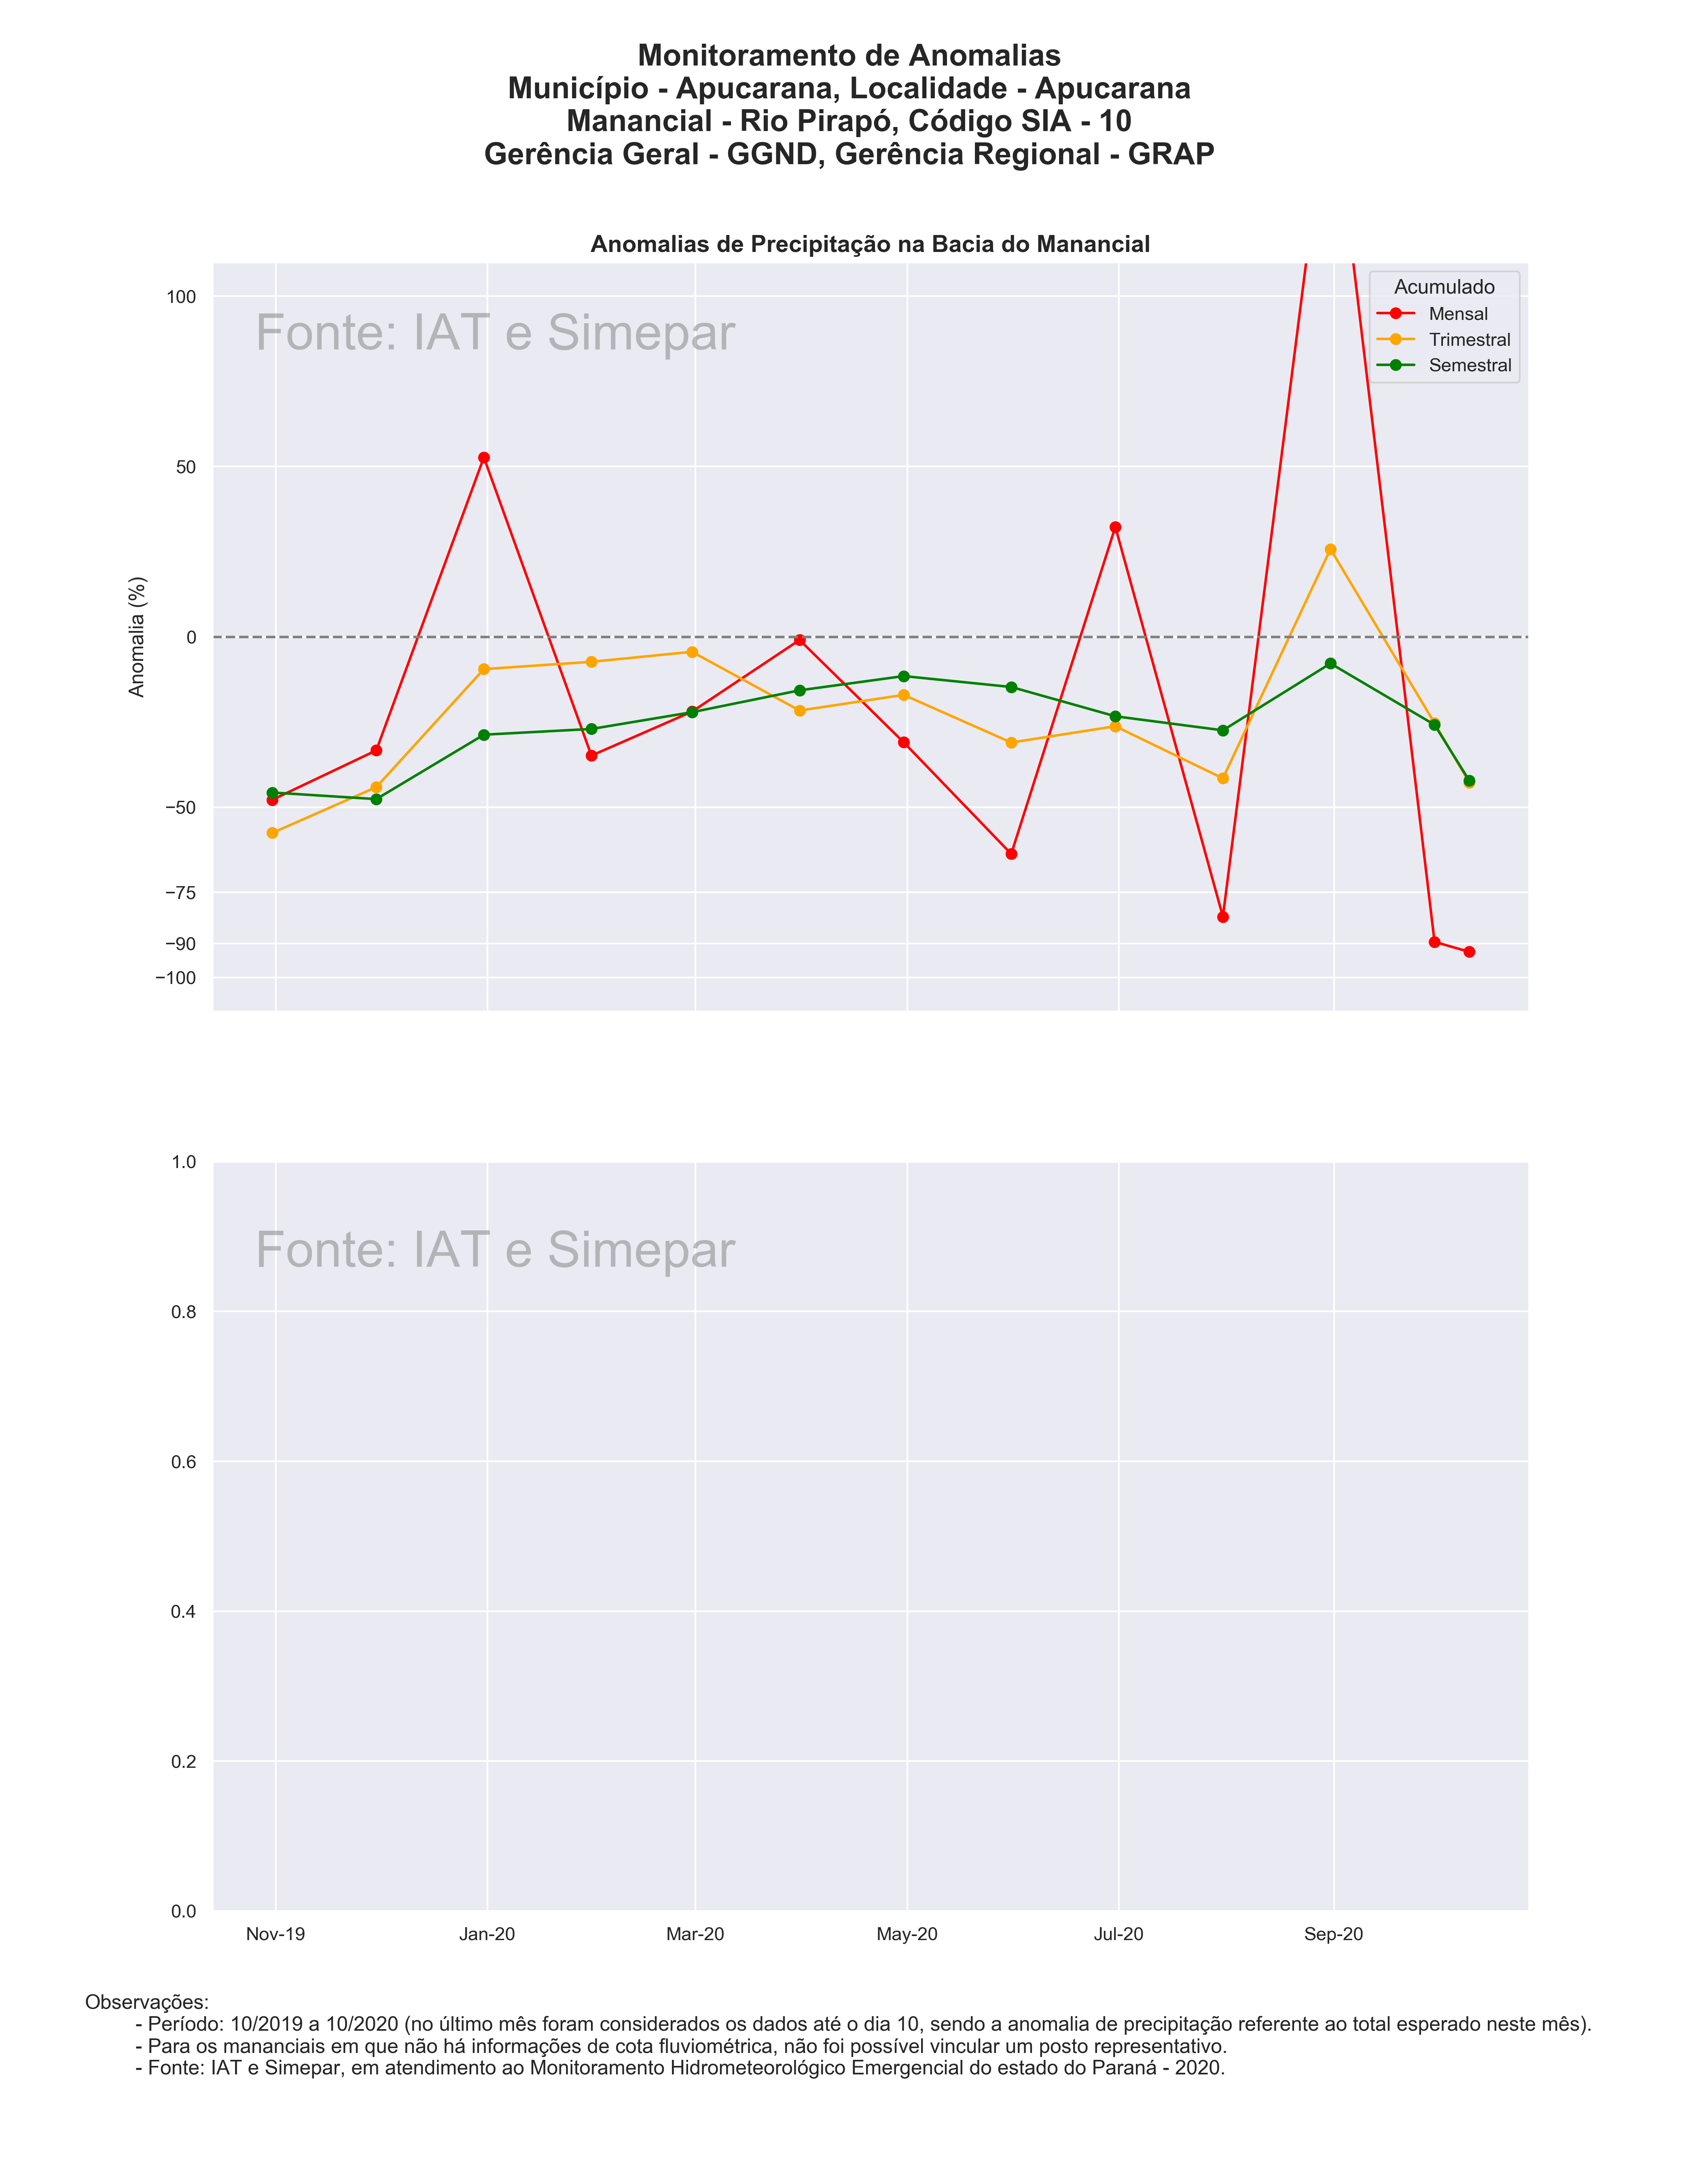 Monitoramento de Anomalias
Município - Apucarana, Localidade - Apucarana
Manancial - Rio Pirapó, Código SIA - 10
Gerência Geral - GGND, Gerência Regional - GRAP
Anomalias de Precipitação na Bacia do Manancial
Fonte: IAT e Simepar
Acumulado
Mensal
Trimestral
Semestral
Anomalia (%)
100
50
0
−50
−75
−90
−100
Fonte: IAT e Simepar
1.0
0.8
0.6
0.4
0.2
0.0
Nov-19 Jan-20 Mar-20 May-20 Jul-20 Sep-20
Observações:
- Período: 10/2019 a 10/2020 (no último mês foram considerados os dados até o dia 10, sendo a anomalia de precipitação referente ao total esperado neste mês).
- Para os mananciais em que não há informações de cota fluviométrica, não foi possível vincular um posto representativo.
- Fonte: IAT e Simepar, em atendimento ao Monitoramento Hidrometeorológico Emergencial do estado do Paraná - 2020.